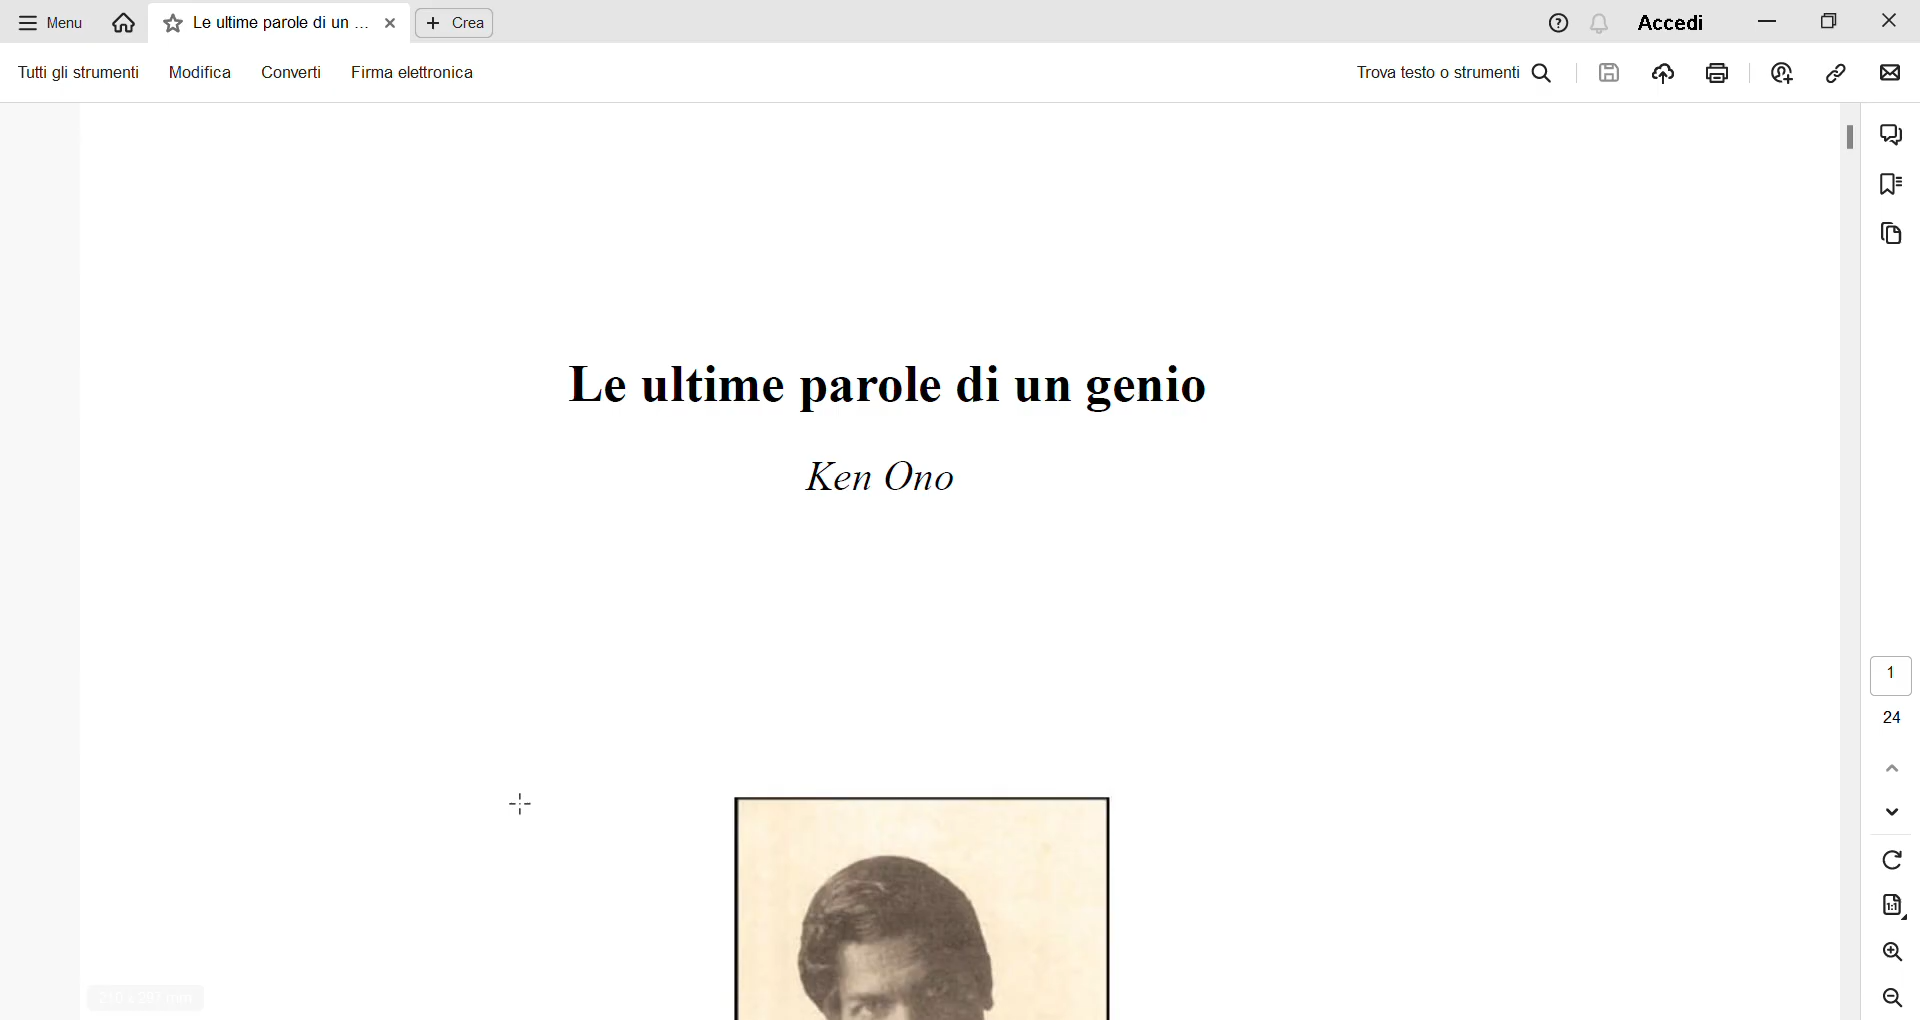 Menu
Le ultime parole di un ...
Crea
Accedi
Tutti gli strumenti
Modifica
Converti
Firma elettronica
Trova testo o strumenti
Le ultime parole di un genio
Ken Ono
1
24